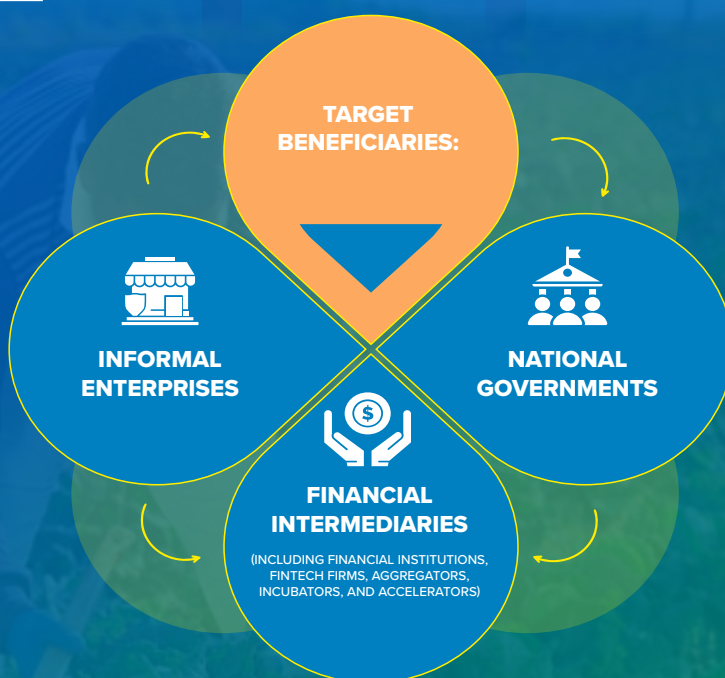 TARGET
BENEFICIARIES:
INFORMAL
ENTERPRISES
NATIONAL
GOVERNMENTS
$
FINANCIAL
INTERMEDIARIES
(INCLUDING FINANCIAL INSTITUTIONS,
FINTECH FIRMS, AGGREGATORS,
INCUBATORS, AND ACCELERATORS)